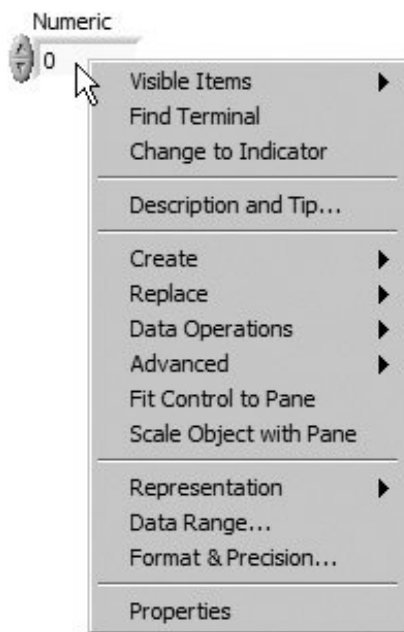 Numeric
0
Visible Items
Find Terminal
Change to Indicator
Description and Tip...
Create
Replace
Data Operations
Advanced
Fit Control to Pane
Scale Object with Pane
Representation
Data Range...
Format & Precision...
Properties